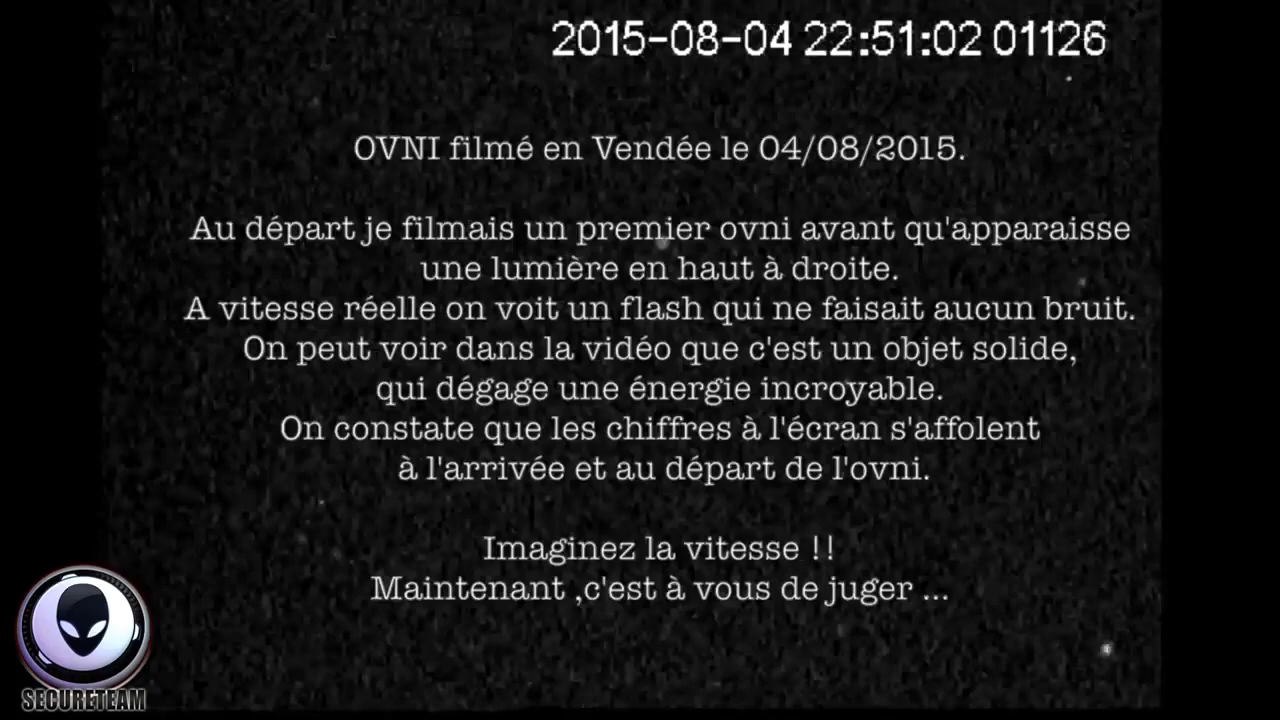 2015-08-04 22:51:02 01126
OVNI filmé en Vendée le 04/08/2015.
Au départ je filmais un premier ovni avant qu'apparaisse
une lumière en haut à droite.
A vitesse réelle on voit un flash qui ne faisait aucun bruit.
On peut voir dans la vidéo que c'est un objet solide,
qui dégage une énergie incroyable.
On constate que les chiffres à l'écran s'affolent
à l'arrivée et au départ de l'ovni.
Imaginez la vitesse !!
Maintenant ,c'est à vous de juger ...
SECURETEAM